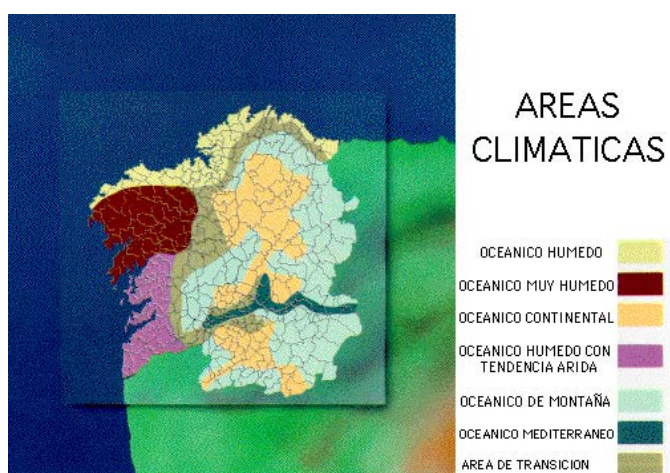 AREAS
CLIMATICAS
OCEANICO HUMEDO
OCEANICO MUY HUMEDO
OCEANICO CONTINENTAL
OCEANICO HUMEDO CON
TENDENCIA ARIDA
OCEANICO DE MONTAÑA
OCEANICO MEDITERRANEO
AREA DE TRANSICION